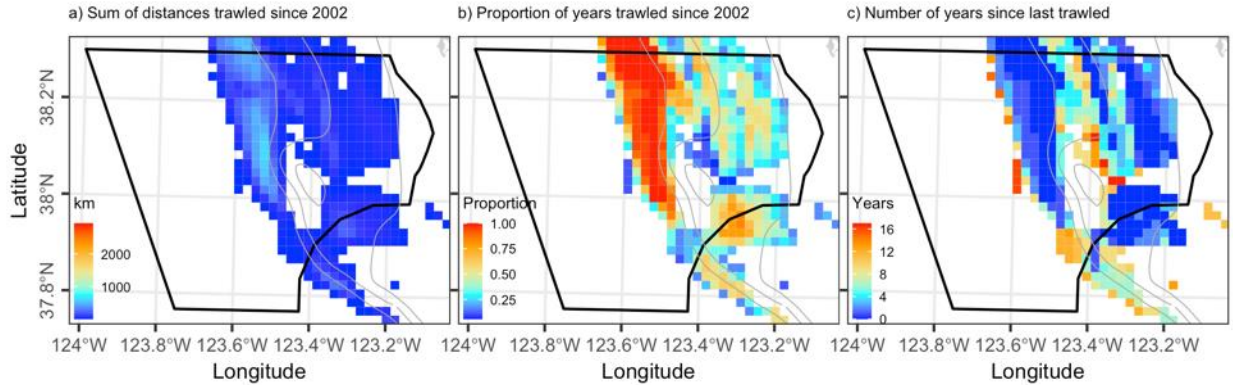 a) Sum of distances trawled since 2002
b) Proportion of years trawled since 2002
c) Number of years since last trawled
Latitude
38.2°N
38°N
37.8°N
km
2000
1000
124°W 123.8°W 123.6°W 123.4°W 123.2°W
Longitude
Proportion
1.00
0.75
0.50
0.25
124°W 123.8°W 123.6°W 123.4°W 123.2°W
Longitude
Years
16
12
8
4
0
124°W 123.8°W 123.6°W 123.4°W 123.2°W
Longitude